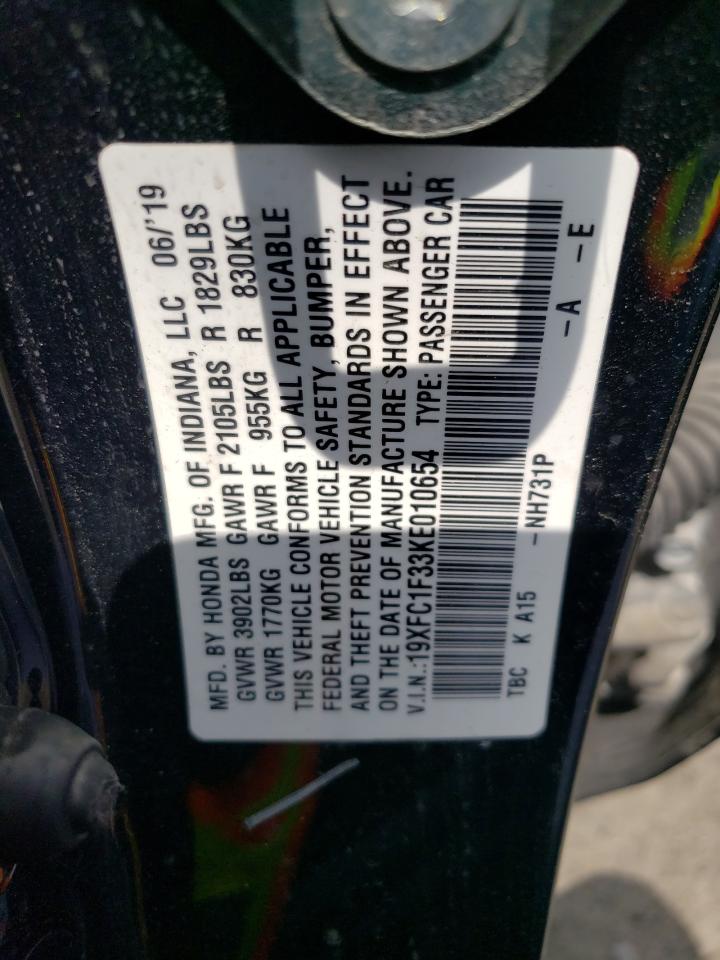 MFD. BY HONDA MFG. OF INDIANA, LLC 06/'19
GVWR 3902LBS GAWR F 2105LBS R 1829LBS
GVWR 1770KG GAWR F 955KG R 830KG
THIS VEHICLE CONFORMS TO ALL APPLICABLE
FEDERAL MOTOR VEHICLE SAFETY, BUMPER,
AND THEFT PREVENTION STANDARDS IN EFFECT
ON THE DATE OF MANUFACTURE SHOWN ABOVE.
V.I.N.:19XFC1F33KE010654 TYPE: PASSENGER CAR
TBC K A15 -NH731P -A -E